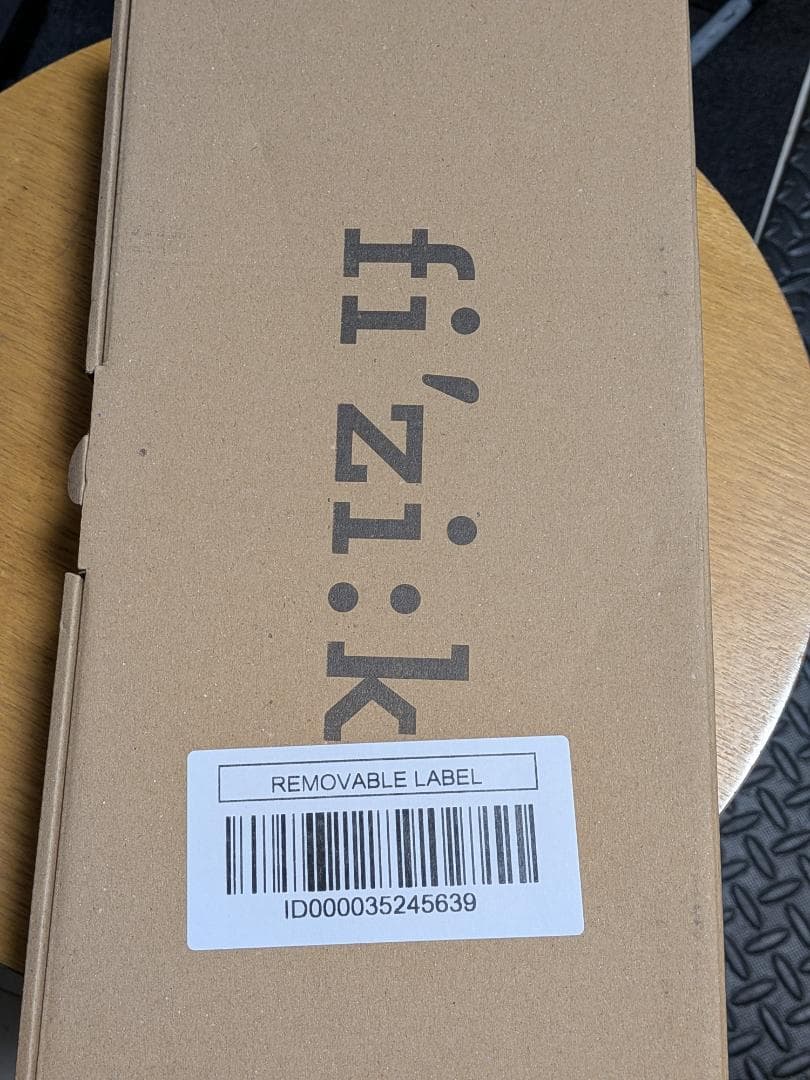 fi'zi:k
REMOVABLE LABEL
ID000035245639